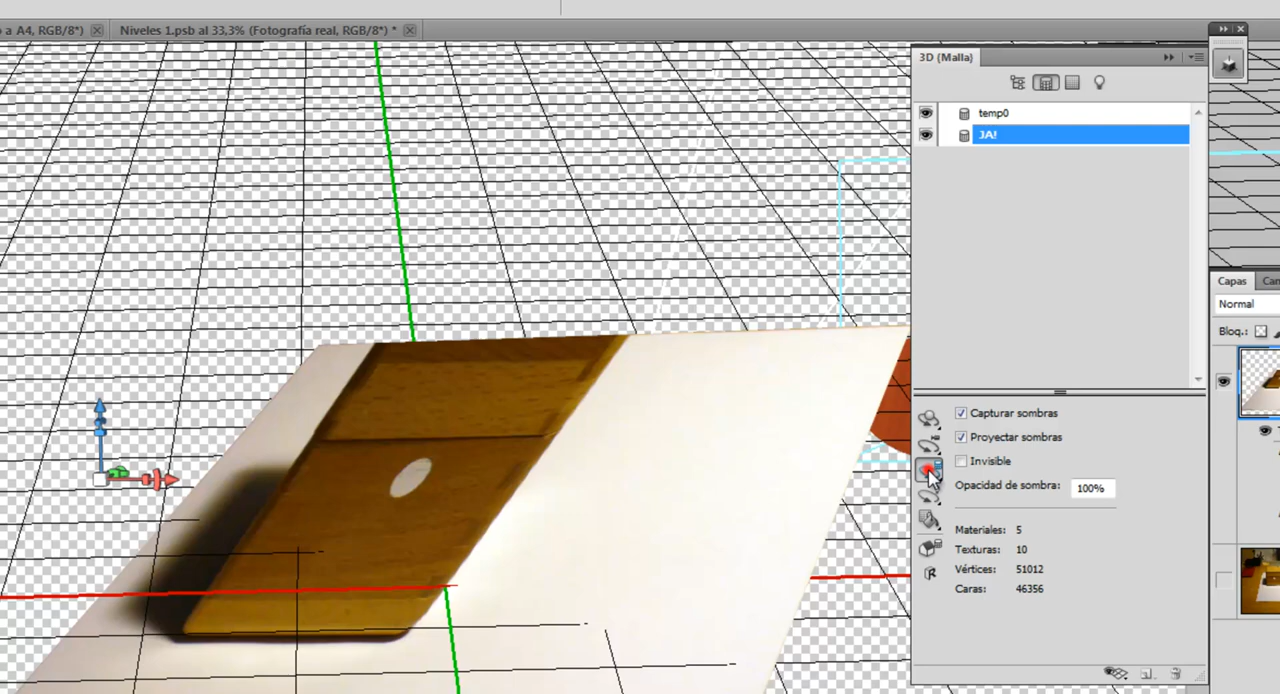 a A4, RGB/8*)
Niveles 1.psb al 33,3% (Fotografía real, RGB/8*) *
3D {Malla}
temp0
JA!
Capas
Can
Normal
Bloq.:
Capturar sombras
Proyectar sombras
Invisible
Opacidad de sombra: 100%
Materiales: 5
Texturas: 10
Vértices: 51012
Caras: 46356